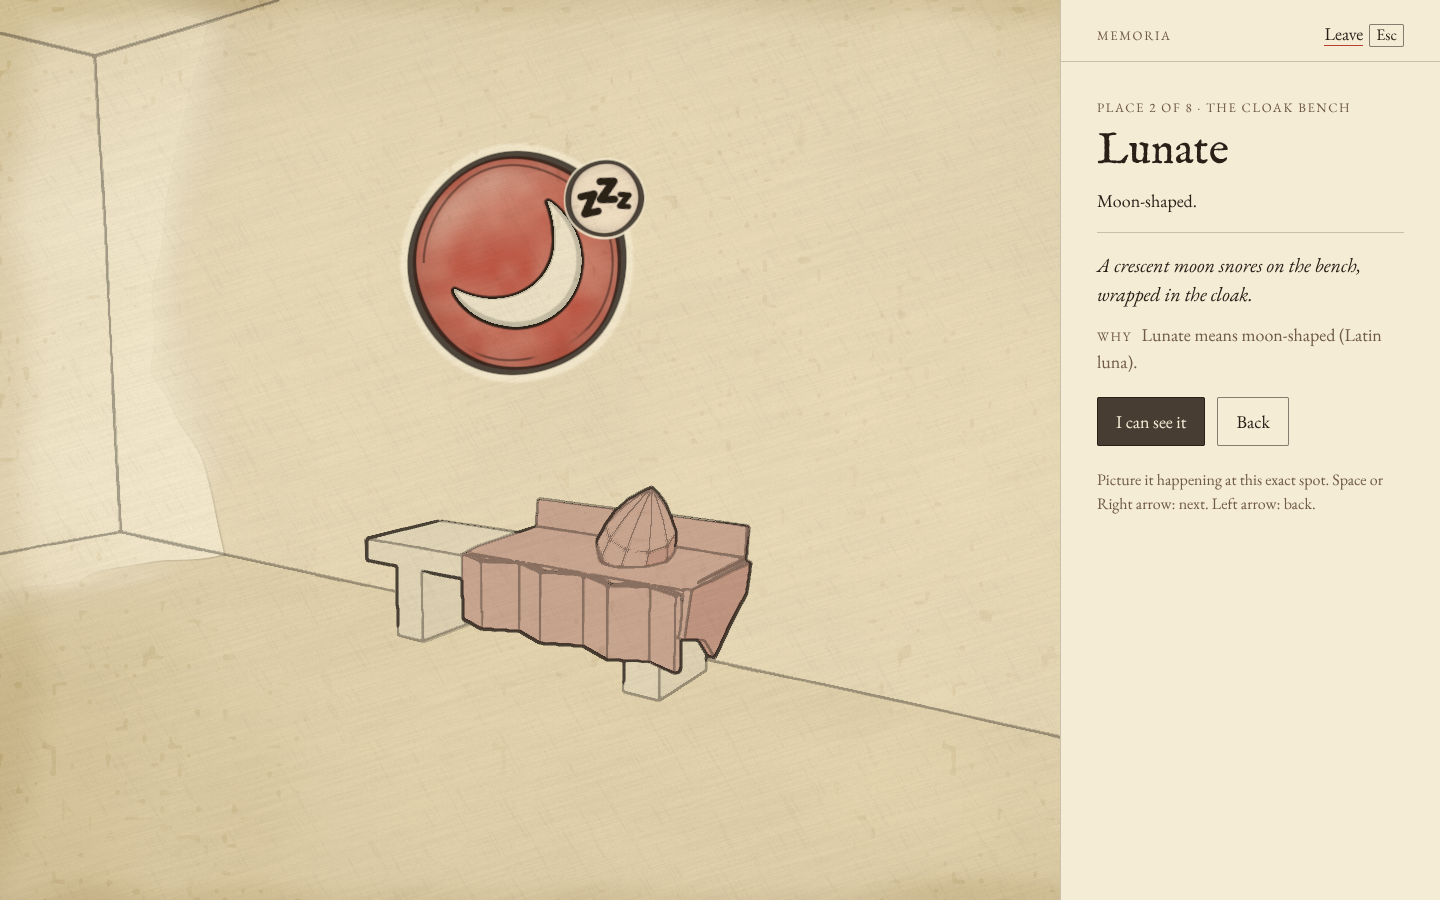 MEMORIA
Leave Esc
PLACE 2 OF 8 · THE CLOAK BENCH
Lunate
Moon-shaped.
A crescent moon snores on the bench,
wrapped in the cloak.
WHY Lunate means moon-shaped (Latin
luna).
I can see it Back
Picture it happening at this exact spot. Space or
Right arrow: next. Left arrow: back.
zzz